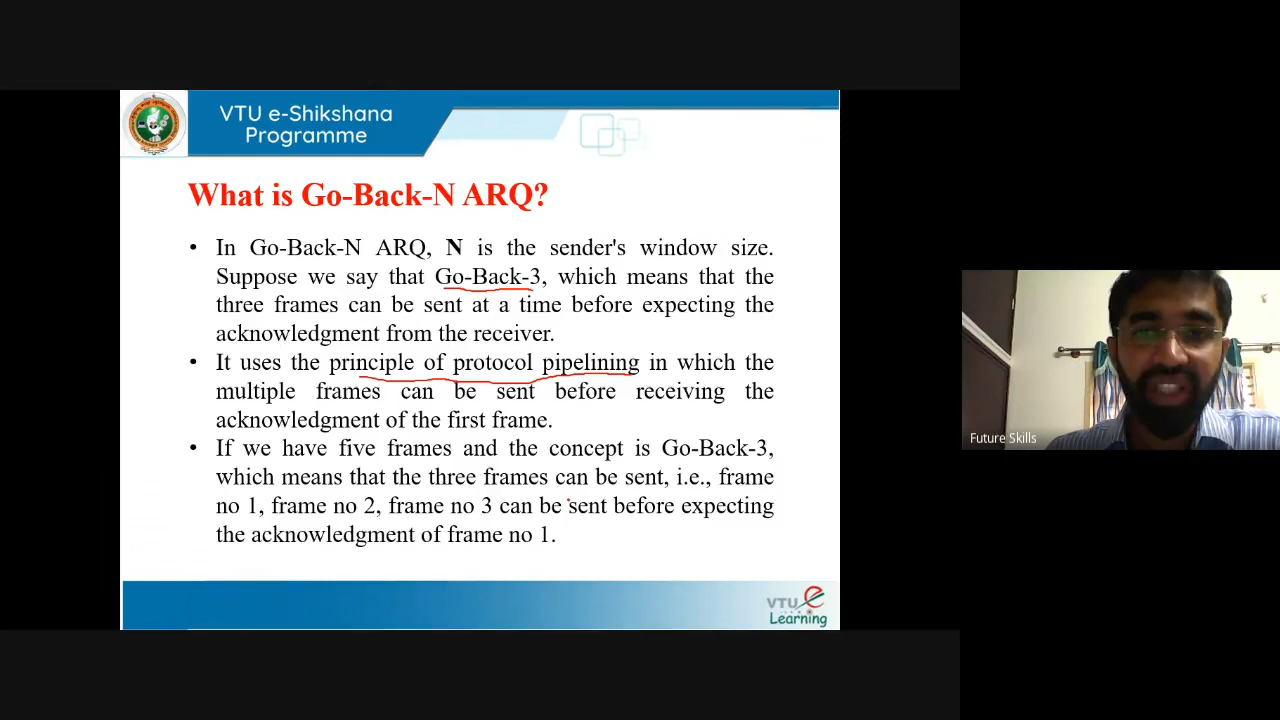 VTU e-Shikshana
Programme
What is Go-Back-N ARQ?
• In Go-Back-N ARQ, N is the sender's window size.
Suppose we say that Go-Back-3, which means that the
three frames can be sent at a time before expecting the
acknowledgment from the receiver.
• It uses the principle of protocol pipelining in which the
multiple frames can be sent before receiving the
acknowledgment of the first frame.
• If we have five frames and the concept is Go-Back-3,
which means that the three frames can be sent, i.e., frame
no 1, frame no 2, frame no 3 can be sent before expecting
the acknowledgment of frame no 1.
VTU e
Learning
Future Skills